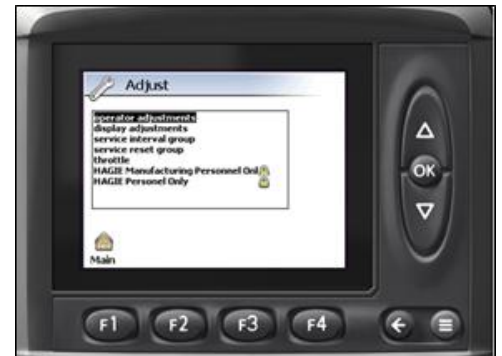 Adjust
operator adjustments
display adjustments
service interval group
service reset group
throttle
HAGIE Manufacturing Personnel Onl
HAGIE Personel Only
Main
OK
F1 F2 F3 F4